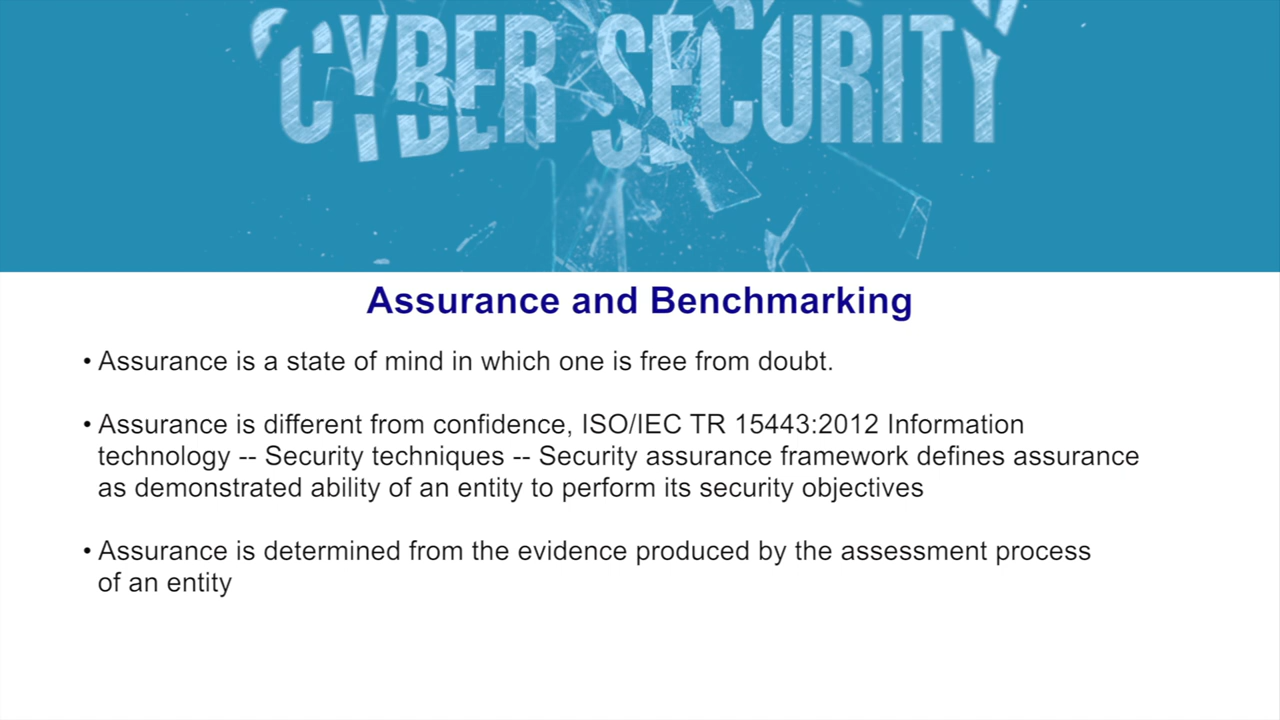 CYBER SECURITY
Assurance and Benchmarking
• Assurance is a state of mind in which one is free from doubt.
• Assurance is different from confidence, ISO/IEC TR 15443:2012 Information
technology -- Security techniques -- Security assurance framework defines assurance
as demonstrated ability of an entity to perform its security objectives
• Assurance is determined from the evidence produced by the assessment process
of an entity